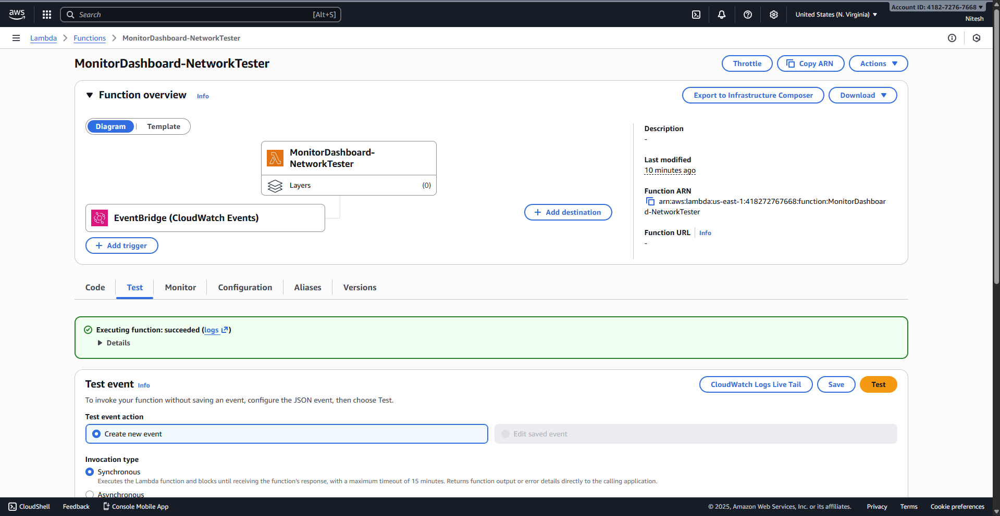 aws
Search
[Alt+S]
United States (N. Virginia)
Account ID: 4182-7276-7668
Nitesh
Lambda
Functions
MonitorDashboard-NetworkTester
MonitorDashboard-NetworkTester
Throttle
Copy ARN
Actions
Function overview
Info
Export to Infrastructure Composer
Download
Diagram
Template
MonitorDashboard-
NetworkTester
Layers
(0)
EventBridge (CloudWatch Events)
Add trigger
Add destination
Description
-
Last modified
10 minutes ago
Function ARN
arn:aws:lambda:us-east-1:418272767668:function:MonitorDashboar
d-NetworkTester
Function URL
Info
-
Code
Test
Monitor
Configuration
Aliases
Versions
Executing function: succeeded (logs)
Details
Test event
Info
CloudWatch Logs Live Tail
Save
Test
To invoke your function without saving an event, configure the JSON event, then choose Test.
Test event action
Create new event
Edit saved event
Invocation type
Synchronous
Executes the Lambda function and blocks until receiving the function's response, with a maximum timeout of 15 minutes. Returns function output or error details directly to the calling application.
Asynchronous
CloudShell
Feedback
Console Mobile App
© 2025, Amazon Web Services, Inc. or its affiliates.
Privacy
Terms
Cookie preferences